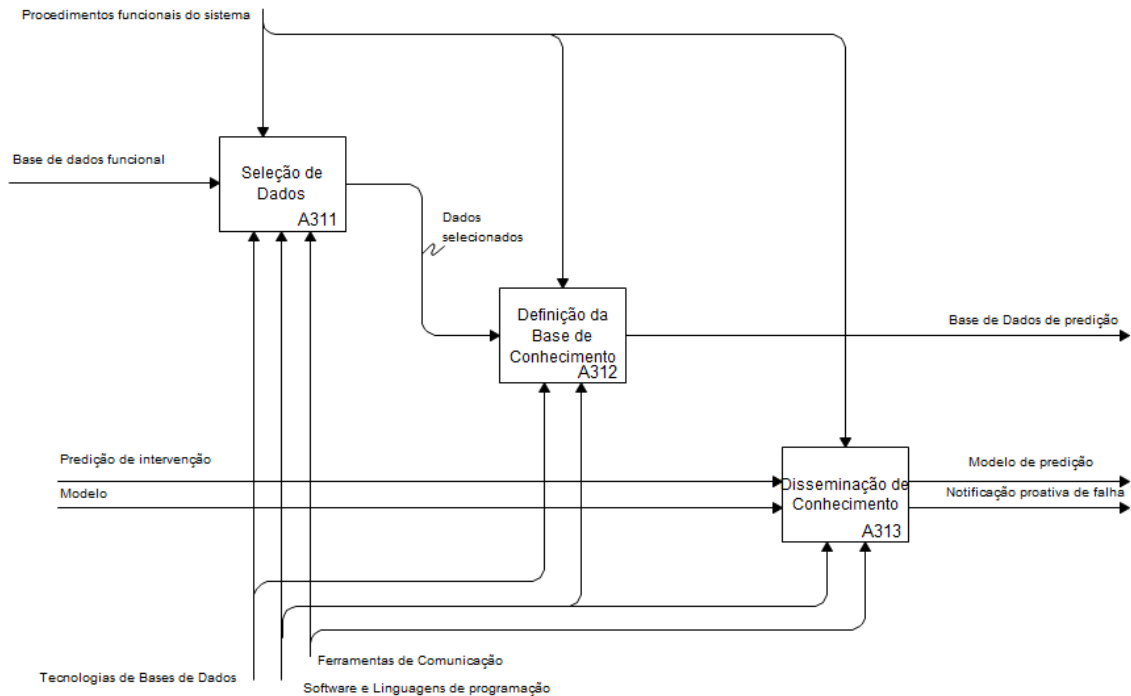 Procedimentos funcionais do sistema
Base de dados funcional
Seleção de
Dados
A311
Dados
selecionados
Definição da
Base de
Conhecimento
A312
Base de Dados de predição
Predição de intervenção
Modelo
Disseminação de
Conhecimento
A313
Modelo de predição
Notificação proativa de falha
Ferramentas de Comunicação
Tecnologias de Bases de Dados
Software e Linguagens de programação